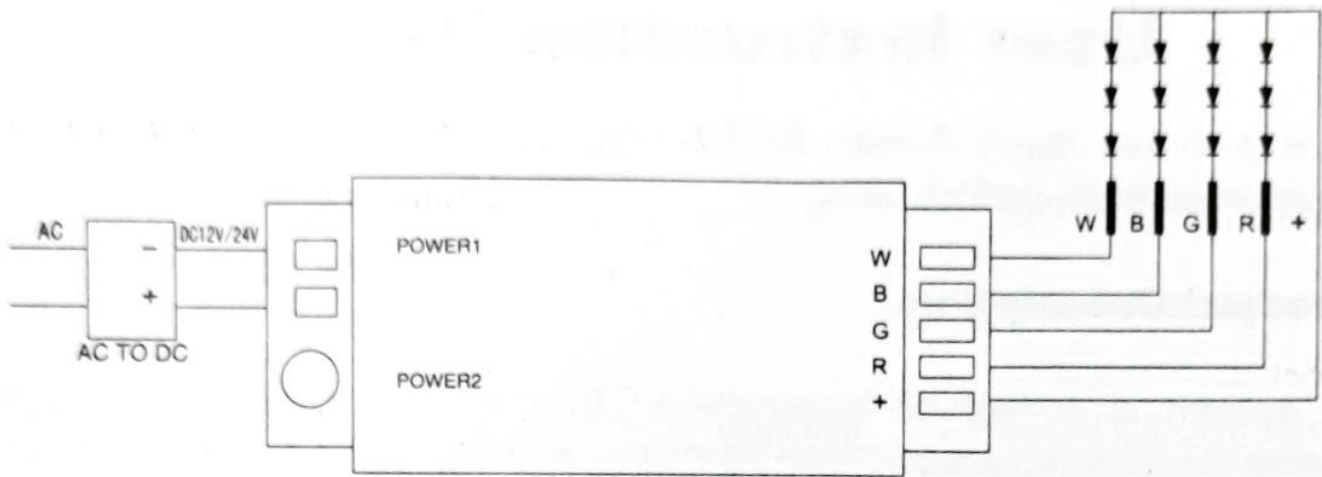 AC
−
+
DC12V/24V
AC TO DC
POWER1
POWER2
W
B
G
R
+
W B G R +